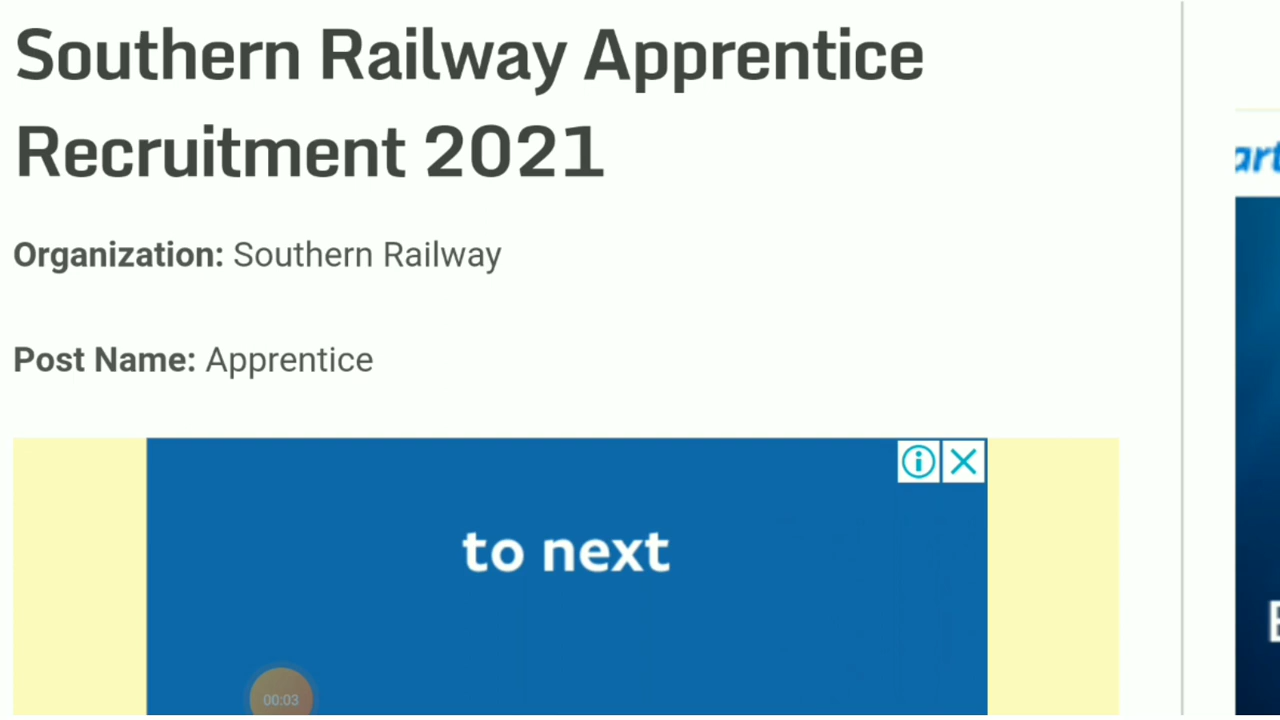 Southern Railway Apprentice
Recruitment 2021
Organization: Southern Railway
Post Name: Apprentice
to next
00:03